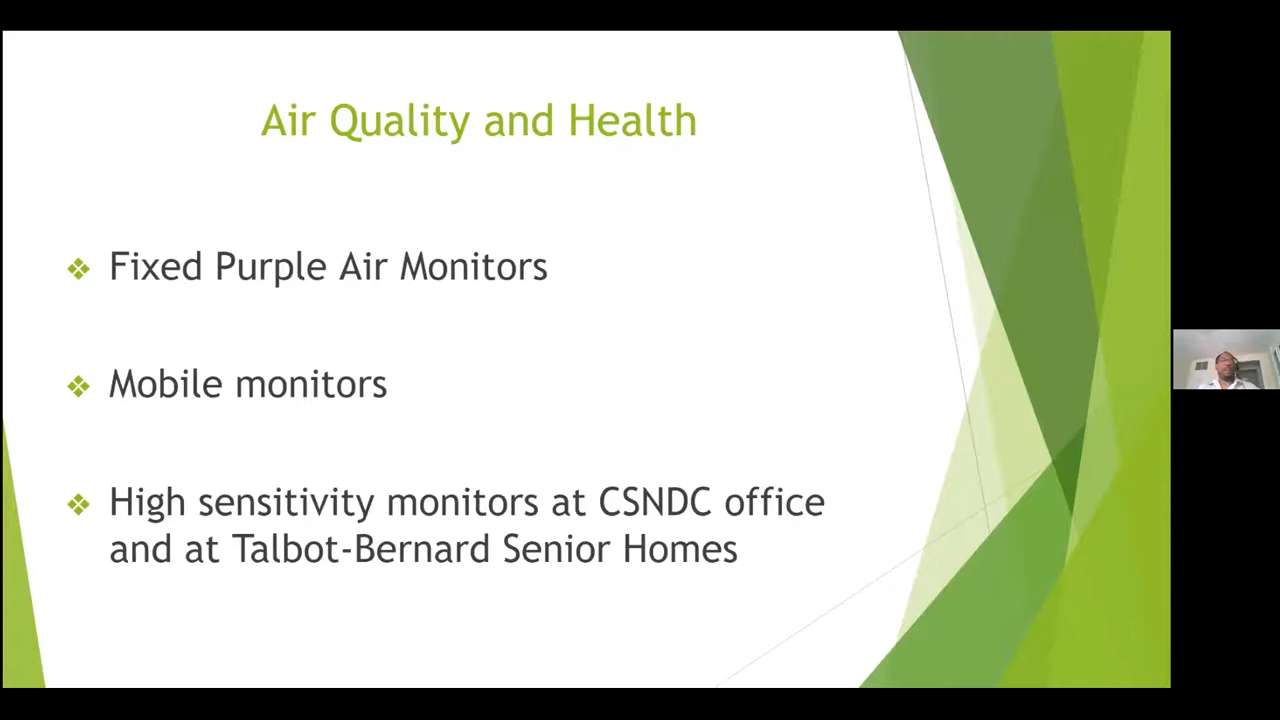 Air Quality and Health
Fixed Purple Air Monitors
Mobile monitors
High sensitivity monitors at CSNDC office
and at Talbot-Bernard Senior Homes